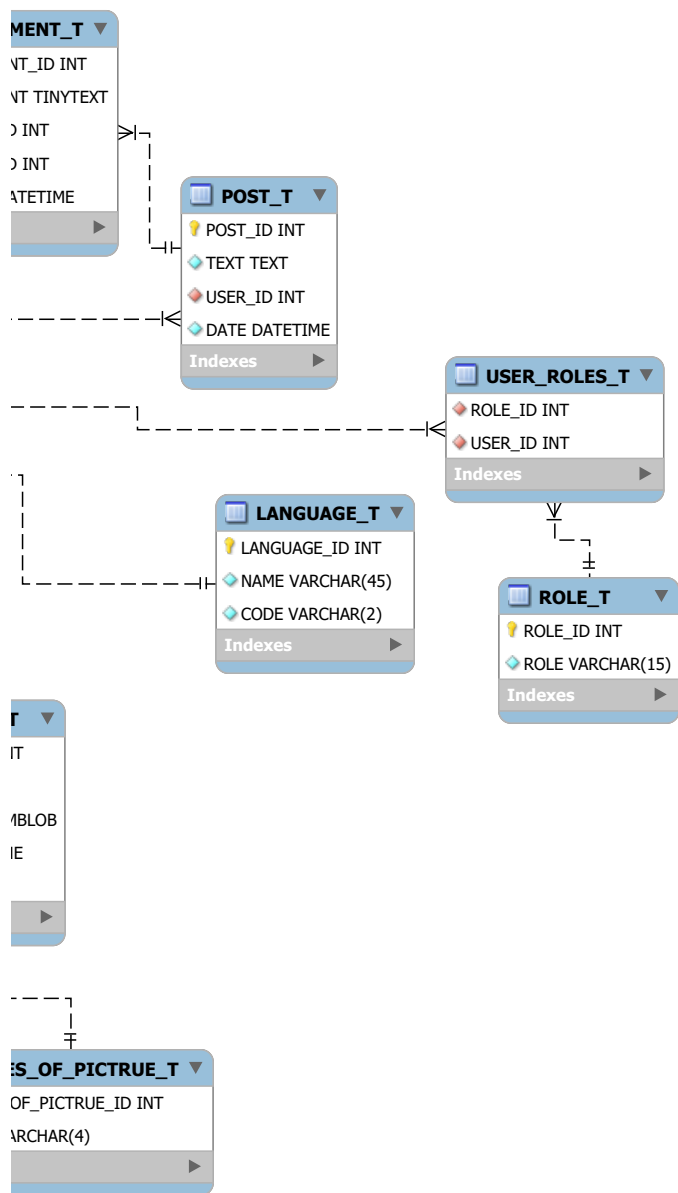 MENT_T
NT_ID INT
NT TINYTEXT
D INT
D INT
ATETIME
POST_T
POST_ID INT
TEXT TEXT
USER_ID INT
DATE DATETIME
Indexes
USER_ROLES_T
ROLE_ID INT
USER_ID INT
Indexes
LANGUAGE_T
LANGUAGE_ID INT
NAME VARCHAR(45)
CODE VARCHAR(2)
Indexes
ROLE_T
ROLE_ID INT
ROLE VARCHAR(15)
Indexes
T
IT
MBLOB
IE
ES_OF_PICTRUE_T
OF_PICTRUE_ID INT
ARCHAR(4)